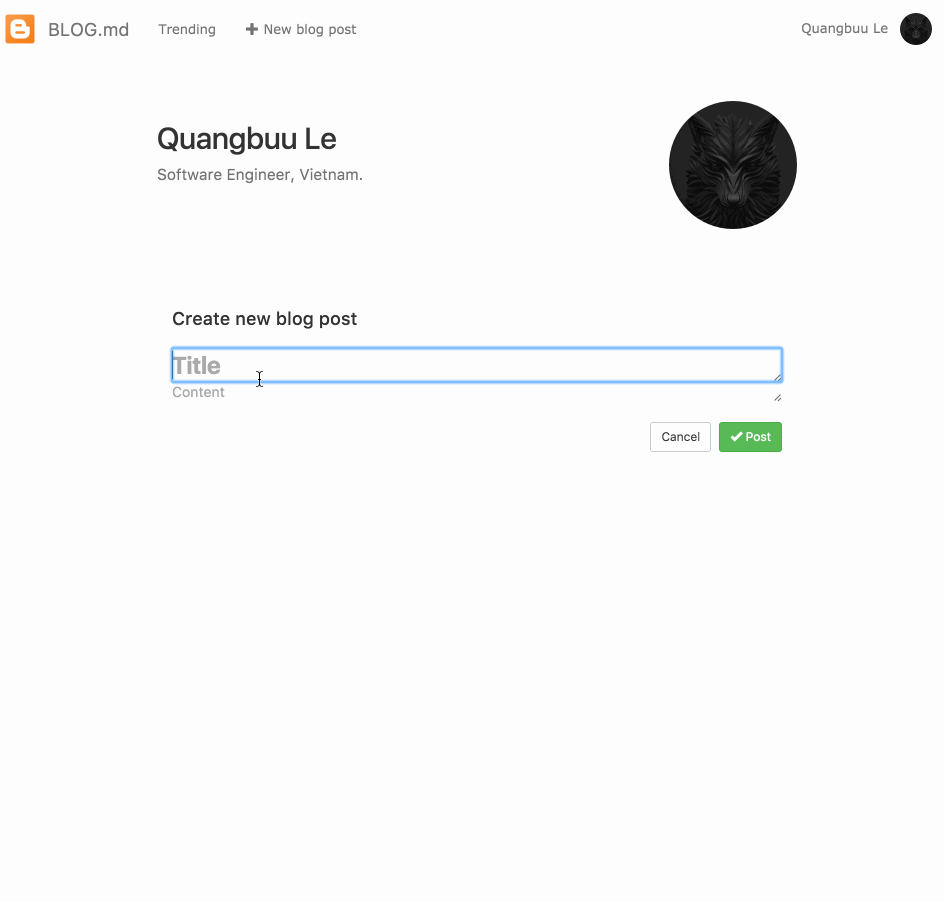 BLOG.md Trending New blog post Quangbuu Le
Quangbuu Le
Software Engineer, Vietnam.
Create new blog post
Title
Content
Cancel Post